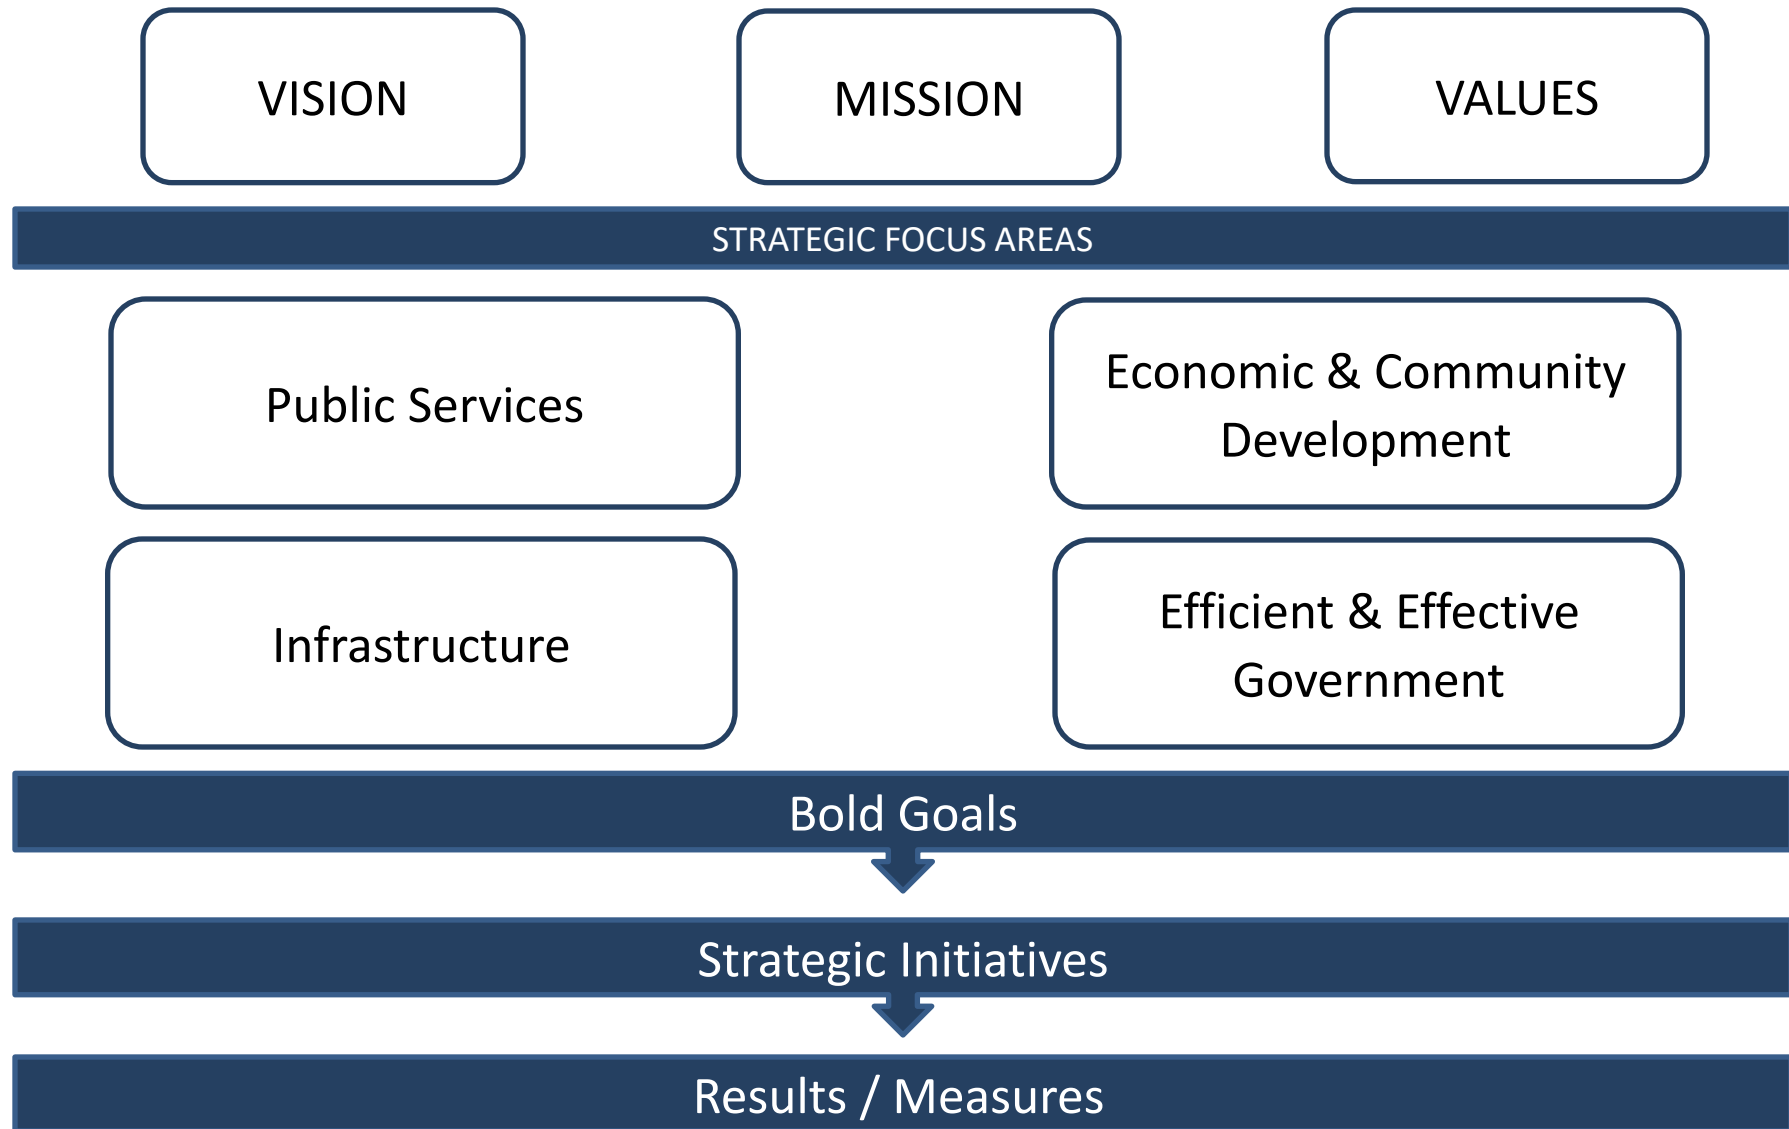 VISION
MISSION
VALUES
STRATEGIC FOCUS AREAS
Public Services
Economic & Community
Development
Infrastructure
Efficient & Effective
Government
Bold Goals
Strategic Initiatives
Results / Measures